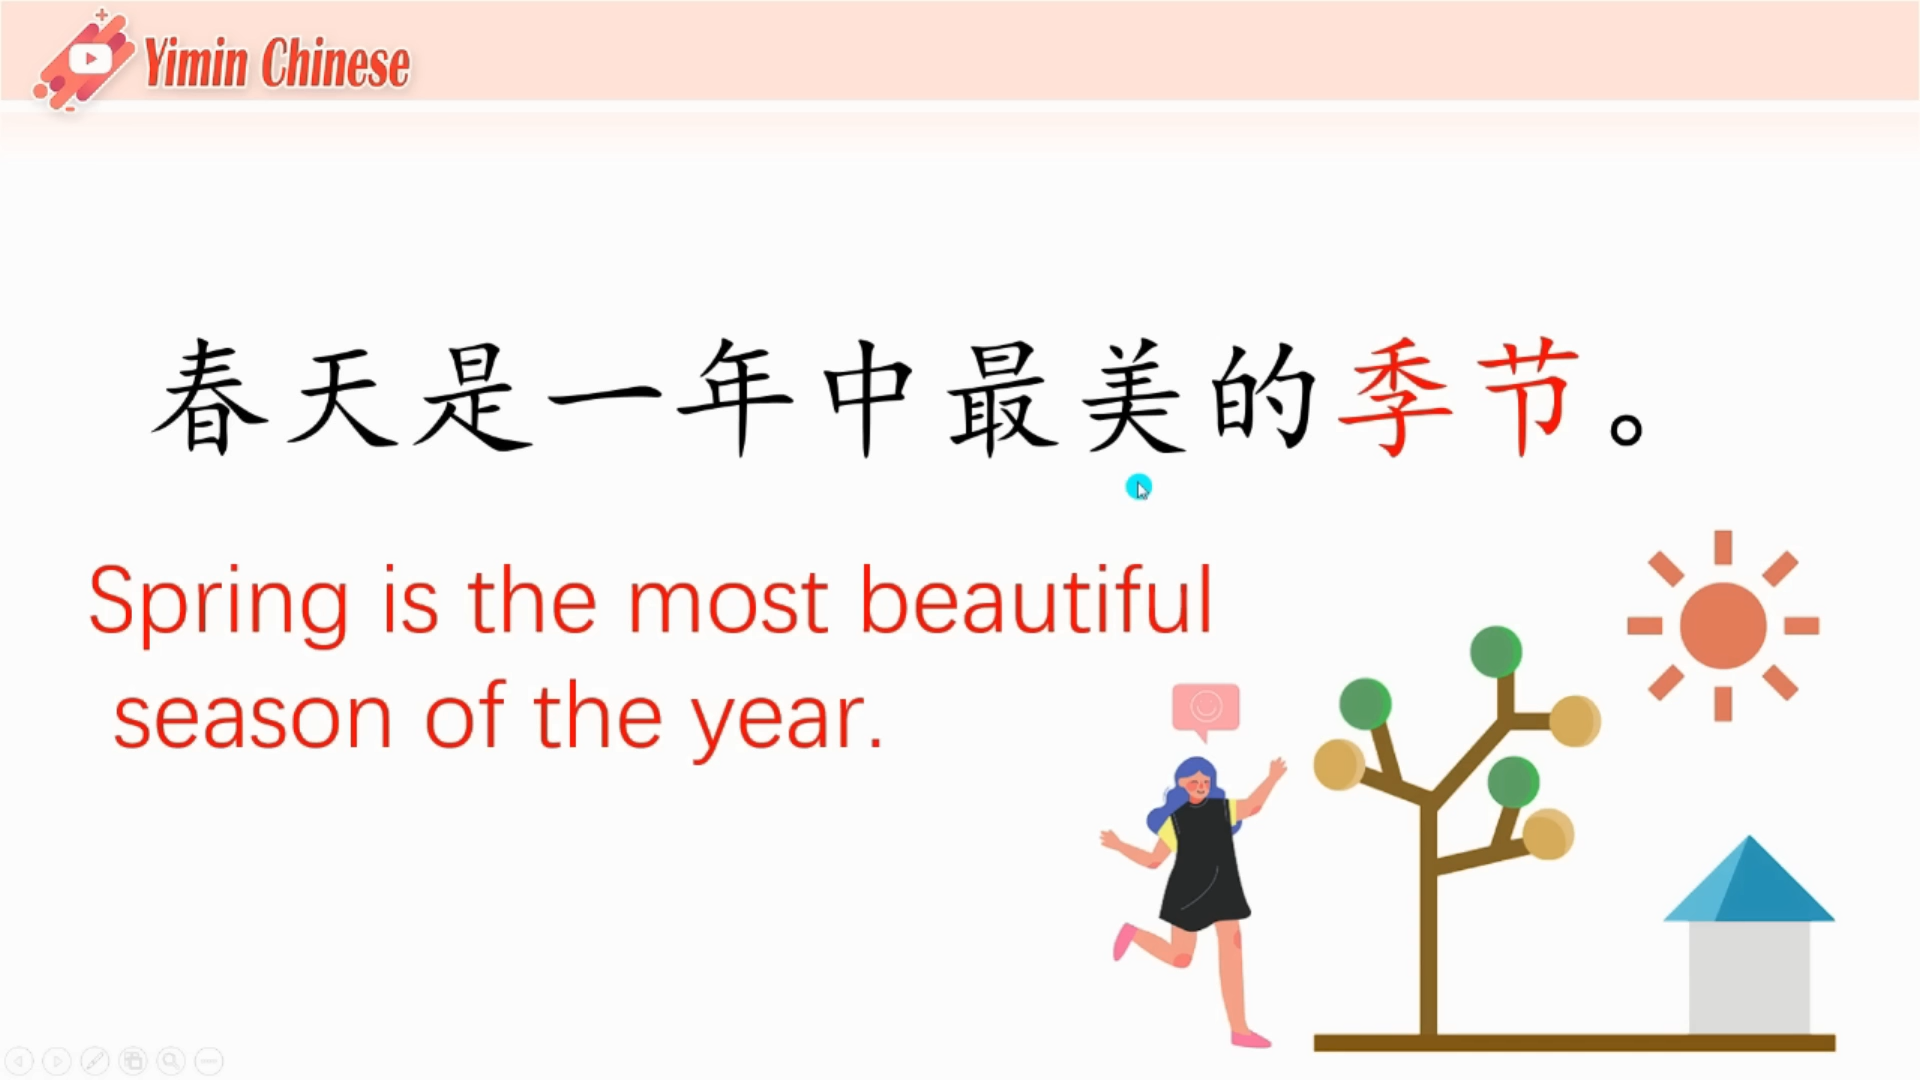 Yimin Chinese
春天是一年中最美的季节。
Spring is the most beautiful
season of the year.